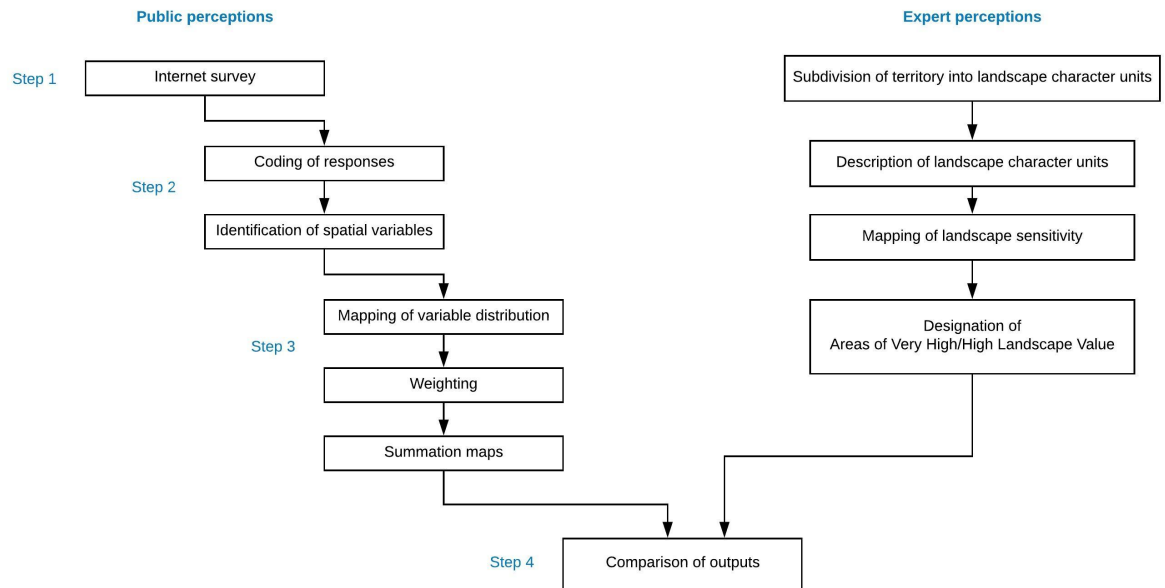 Public perceptions
Expert perceptions
Step 1
Internet survey
Subdivision of territory into landscape character units
Coding of responses
Description of landscape character units
Step 2
Identification of spatial variables
Mapping of landscape sensitivity
Mapping of variable distribution
Designation of
Areas of Very High/High Landscape Value
Step 3
Weighting
Summation maps
Step 4
Comparison of outputs